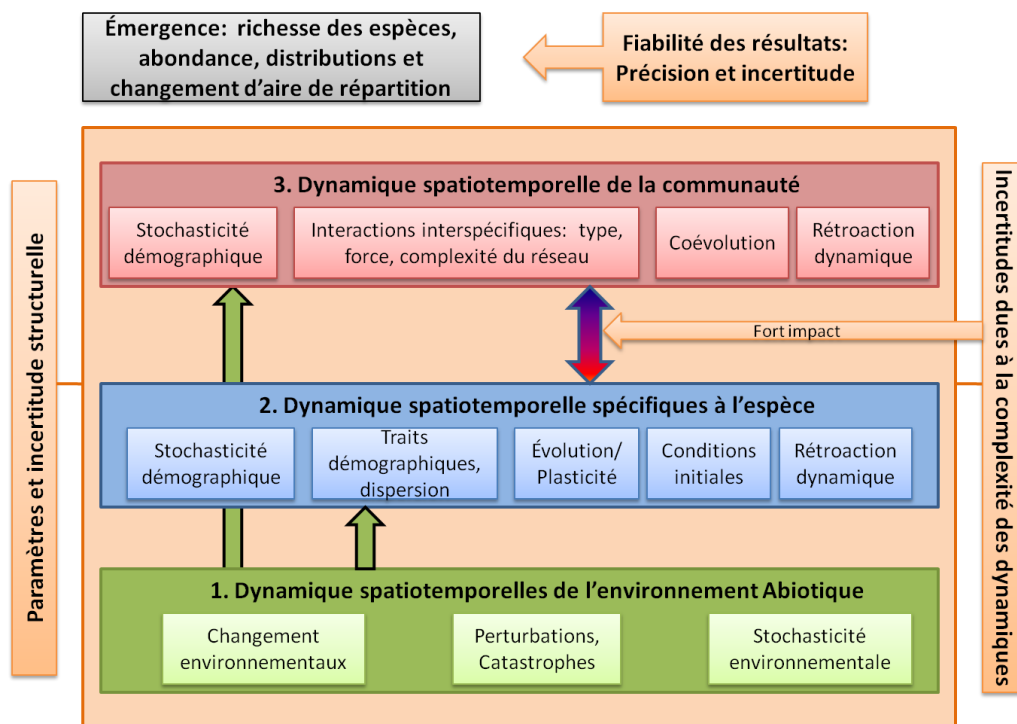 Émergence: richesse des espèces,
abondance, distributions et
changement d'aire de répartition
Fiabilité des résultats:
Précision et incertitude
Paramètres et incertitude structurelle
3. Dynamique spatiotemporelle de la communauté
Stochasticité
démographique
Interactions interspécifiques: type,
force, complexité du réseau
Coévolution
Rétroaction
dynamique
Fort impact
2. Dynamique spatiotemporelle spécifiques à l'espèce
Stochasticité
démographique
Traits
démographiques,
dispersion
Évolution/
Plasticité
Conditions
initiales
Rétroaction
dynamique
1. Dynamique spatiotemporelles de l'environnement Abiotique
Changement
environnementaux
Perturbations,
Catastrophes
Stochasticité
environnementale
Incertitudes dues à la complexité des dynamiques